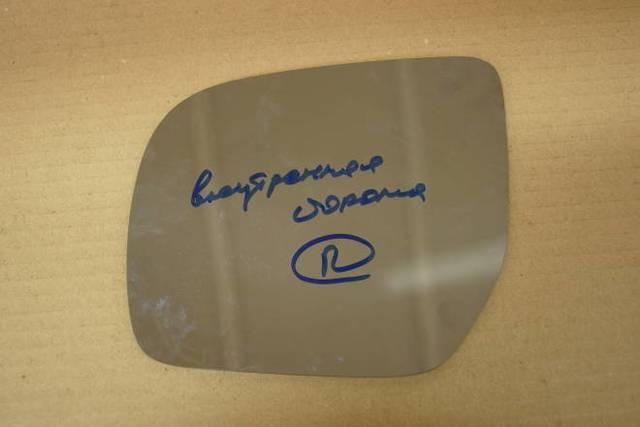 внутренняя
сторона
R